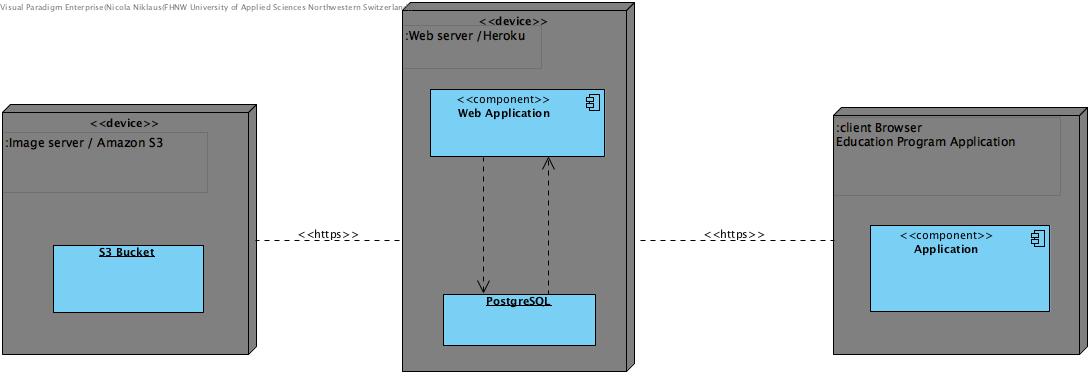 Visual Paradigm Enterprise(Nicola Niklaus(FHNW University of Applied Sciences Northwestern Switzerland
<<device>>
:Image server / Amazon S3
S3 Bucket
<<https>>
<<device>>
:Web server /Heroku
<<component>>
Web Application
PostgreSQL
<<https>>
:client Browser
Education Program Application
<<component>>
Application